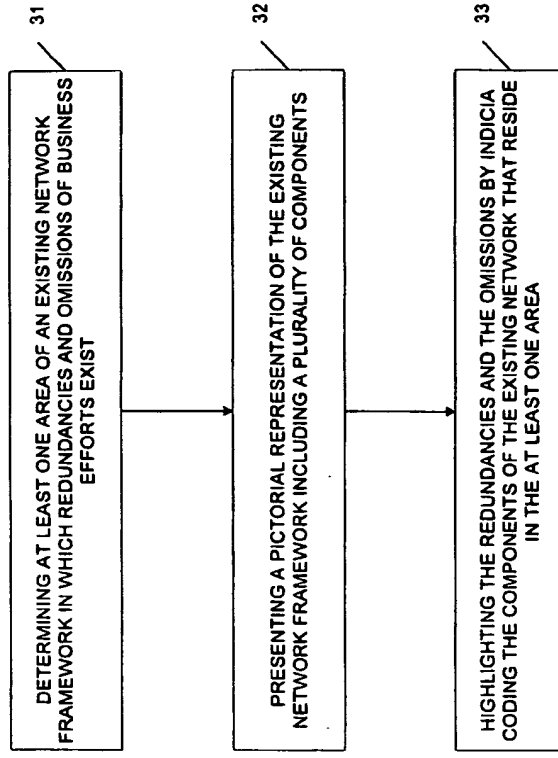 31
DETERMINING AT LEAST ONE AREA OF AN EXISTING NETWORK
FRAMEWORK IN WHICH REDUNDANCIES AND OMISSIONS OF BUSINESS
EFFORTS EXIST
32
PRESENTING A PICTORIAL REPRESENTATION OF THE EXISTING
NETWORK FRAMEWORK INCLUDING A PLURALITY OF COMPONENTS
33
HIGHLIGHTING THE REDUNDANCIES AND THE OMISSIONS BY INDICIA
CODING THE COMPONENTS OF THE EXISTING NETWORK THAT RESIDE
IN THE AT LEAST ONE AREA